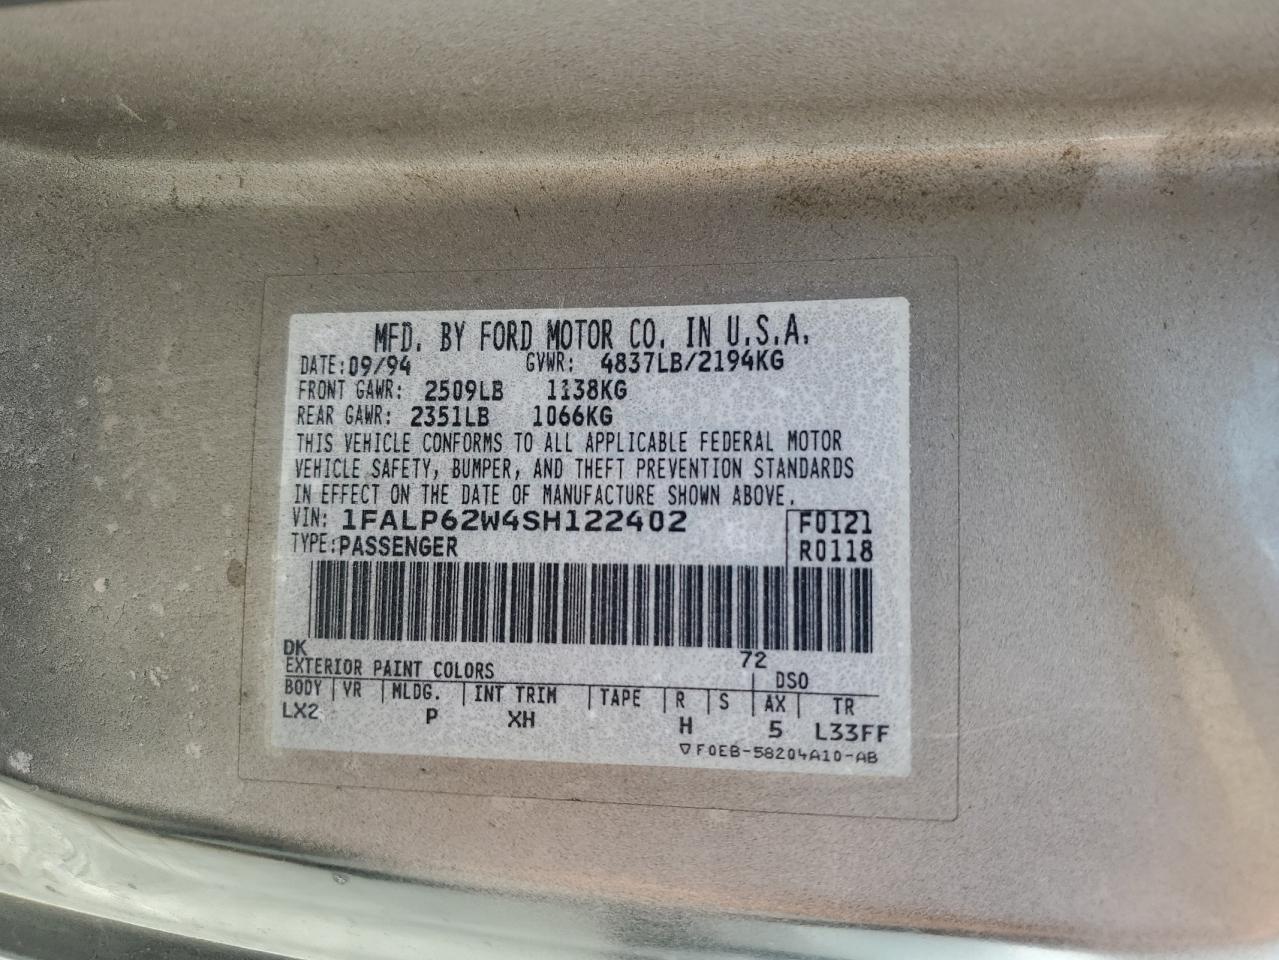 MFD. BY FORD MOTOR CO. IN U.S.A.
DATE: 09/94 GVWR: 4837LB/2194KG
FRONT GAWR: 2509LB 1138KG
REAR GAWR: 2351LB 1066KG
THIS VEHICLE CONFORMS TO ALL APPLICABLE FEDERAL MOTOR
VEHICLE SAFETY, BUMPER, AND THEFT PREVENTION STANDARDS
IN EFFECT ON THE DATE OF MANUFACTURE SHOWN ABOVE.
VIN: 1FALP62W4SH122402 F0121
TYPE: PASSENGER R0118
DK 72
EXTERIOR PAINT COLORS DSO
BODY VR MLDG. INT TRIM TAPE R S AX TR
LX2 P XH H 5 L33FF
▽F0EB-58204A10-AB